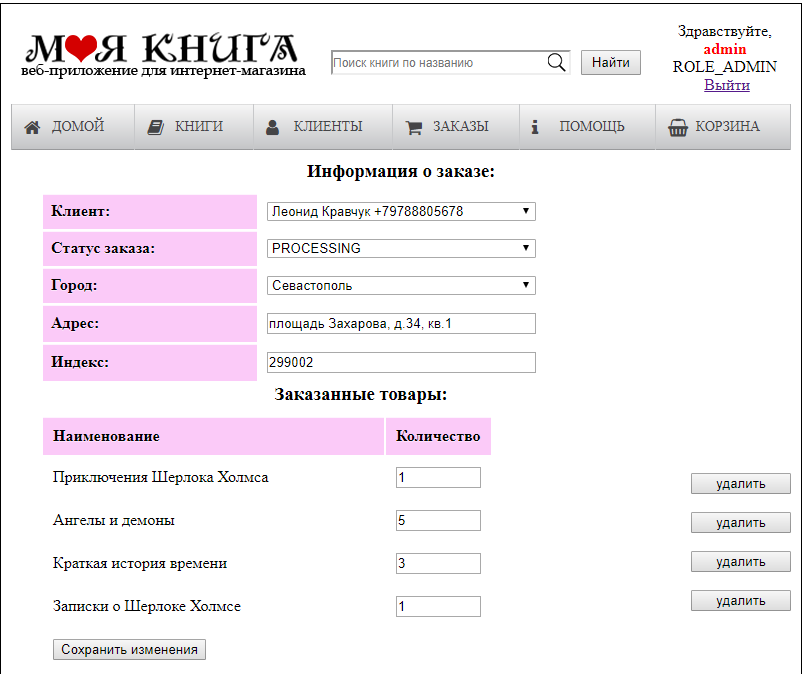 МОЯ КНИГА
веб-приложение для интернет-магазина
Поиск книги по названию
Найти
Здравствуйте,
admin
ROLE_ADMIN
Выйти
ДОМОЙ КНИГИ КЛИЕНТЫ ЗАКАЗЫ ПОМОЩЬ КОРЗИНА
Информация о заказе:
Клиент: Леонид Кравчук +79788805678
Статус заказа: PROCESSING
Город: Севастополь
Адрес: площадь Захарова, д.34, кв.1
Индекс: 299002
Заказанные товары:
Наименование Количество
Приключения Шерлока Холмса 1 удалить
Ангелы и демоны 5 удалить
Краткая история времени 3 удалить
Записки о Шерлоке Холмсе 1 удалить
Сохранить изменения